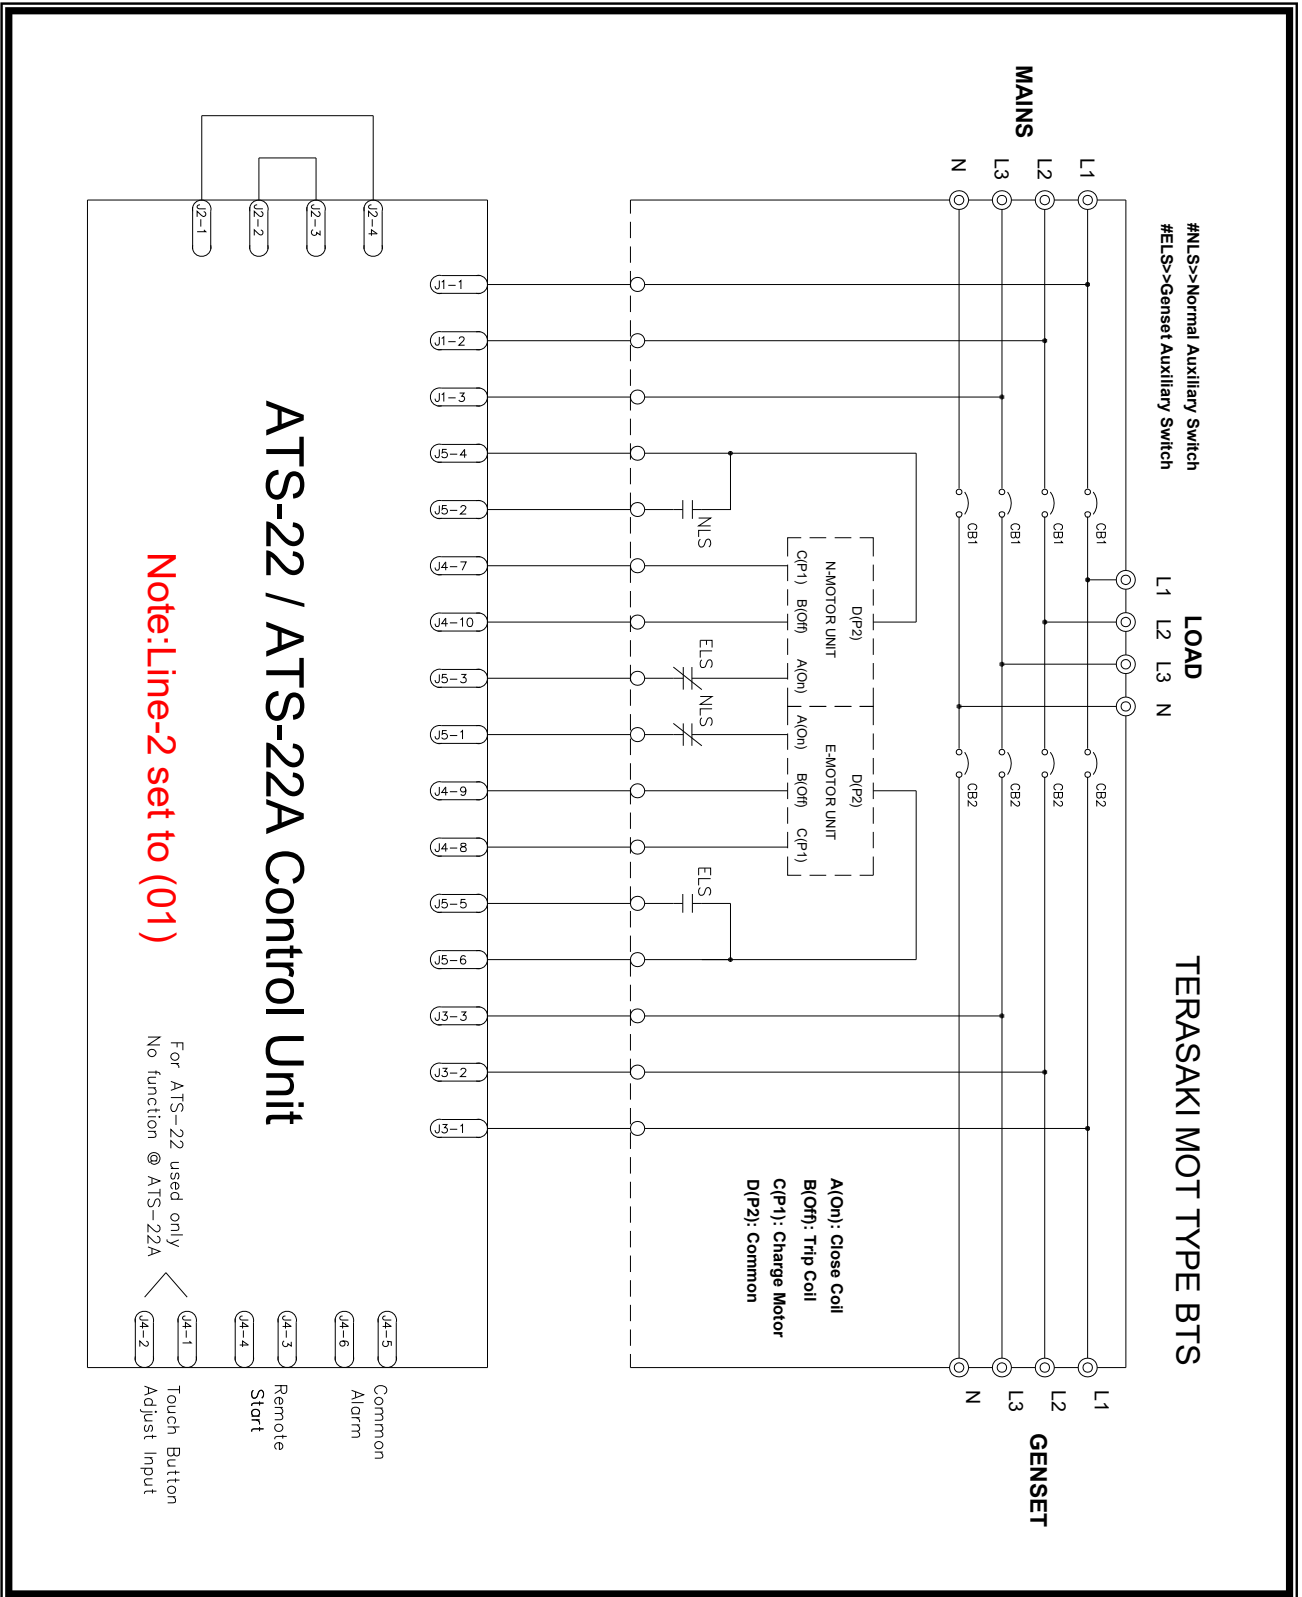 TERASAKI MOT TYPE BTS
#NLS>>Normal Auxiliary Switch
#ELS>>Genset Auxiliary Switch
LOAD
L1 L2 L3 N
MAINS
L1
L2
L3
N
GENSET
L1
L2
L3
N
CB1
CB1
CB1
CB1
CB2
CB2
CB2
CB2
D(P2)
N-MOTOR UNIT
C(P1) B(Off) A(On)
D(P2)
E-MOTOR UNIT
A(On) B(Off) C(P1)
NLS
ELS
NLS
ELS
A(On): Close Coil
B(Off): Trip Coil
C(P1): Charge Motor
D(P2): Common
J1-1
J1-2
J1-3
J5-4
J5-2
J4-7
J4-10
J5-3
J5-1
J4-9
J4-8
J5-5
J5-6
J3-3
J3-2
J3-1
J2-4
J2-3
J2-2
J2-1
ATS-22 / ATS-22A Control Unit
Note:Line-2 set to (01)
For ATS-22 used only
No function @ ATS-22A
J4-5
J4-6
J4-3
J4-4
J4-1
J4-2
Common
Alarm
Remote
Start
Touch Button
Adjust Input